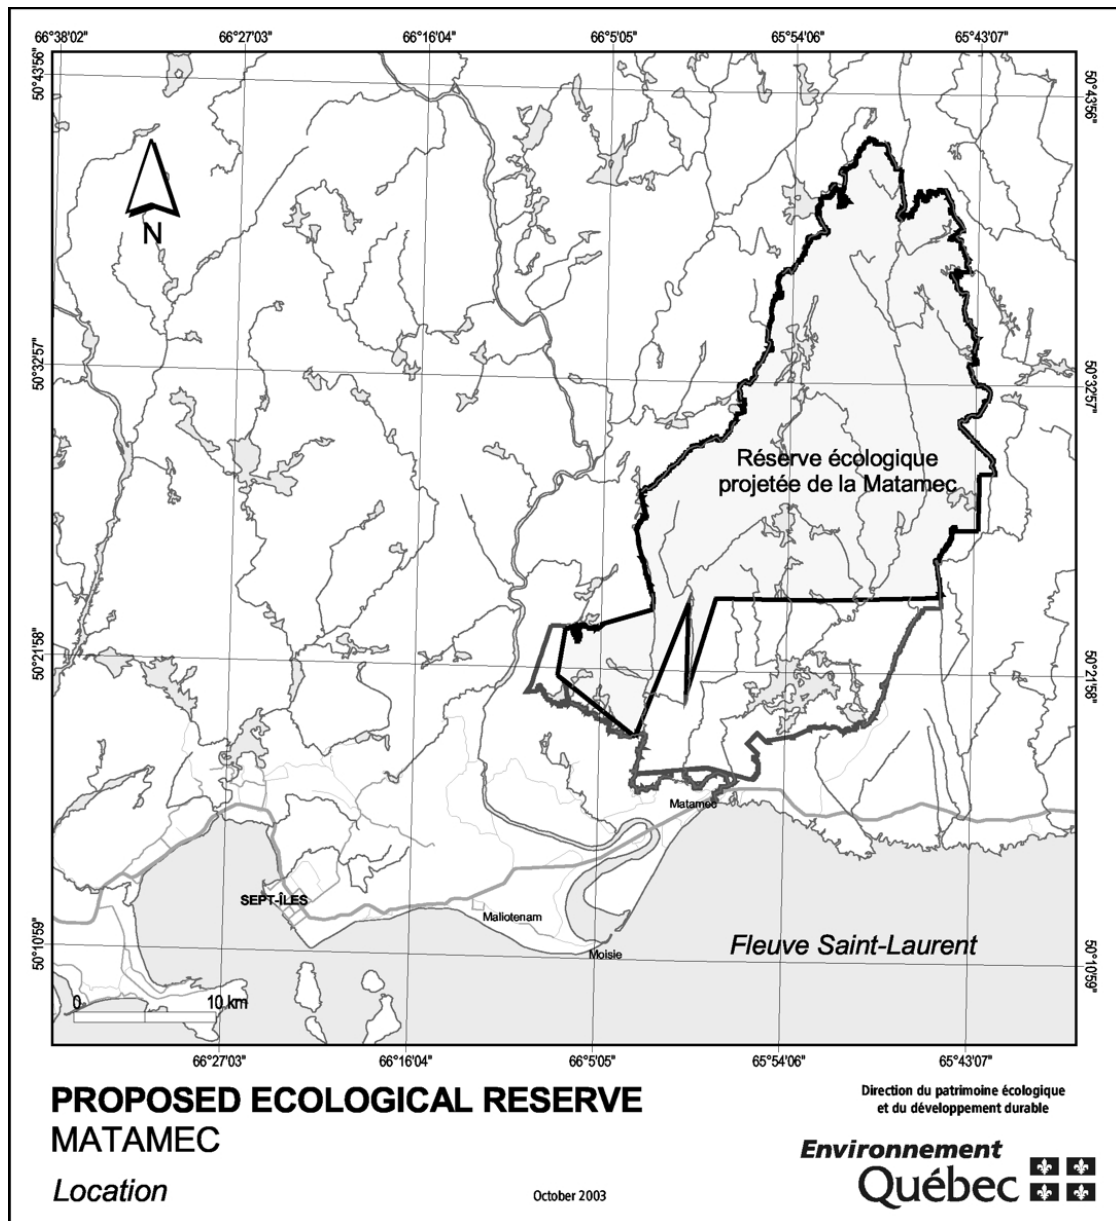 66°38'02" 66°27'03" 66°16'04" 66°5'05" 65°54'06" 65°43'07"
50°43'56"
50°43'56"
N
50°32'57"
50°32'57"
Réserve écologique
projetée de la Matamec
50°21'58"
50°21'58"
Matamec
SEPT-ÎLES
Maliotenam
Moisie
Fleuve Saint-Laurent
50°10'59"
50°10'59"
0 10 km
66°27'03" 66°16'04" 66°5'05" 65°54'06" 65°43'07"
PROPOSED ECOLOGICAL RESERVE
MATAMEC
Location
October 2003
Direction du patrimoine écologique
et du développement durable
Environnement
Québec